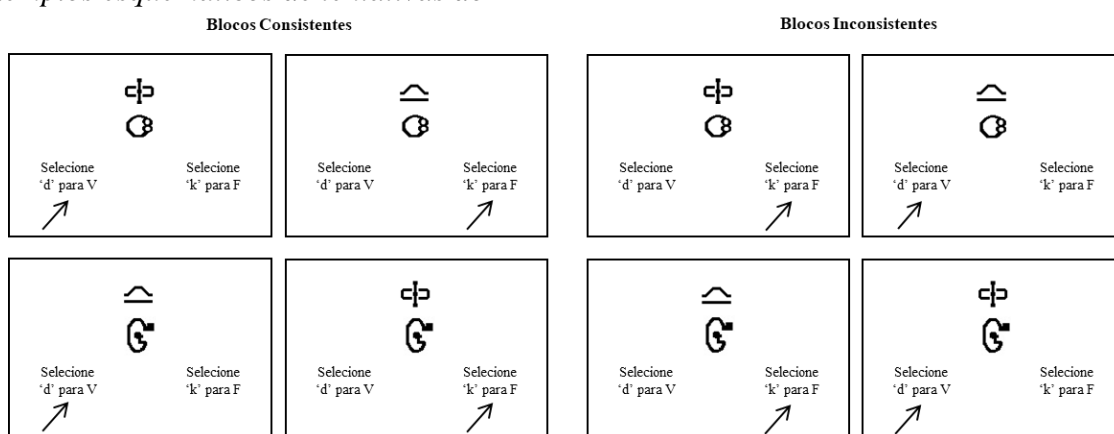 Blocos Consistentes
Blocos Inconsistentes
Selecione
'd' para V
Selecione
'k' para F
Selecione
'd' para V
Selecione
'k' para F
Selecione
'd' para V
Selecione
'k' para F
Selecione
'd' para V
Selecione
'k' para F
Selecione
'd' para V
Selecione
'k' para F
Selecione
'd' para V
Selecione
'k' para F
Selecione
'd' para V
Selecione
'k' para F
Selecione
'd' para V
Selecione
'k' para F